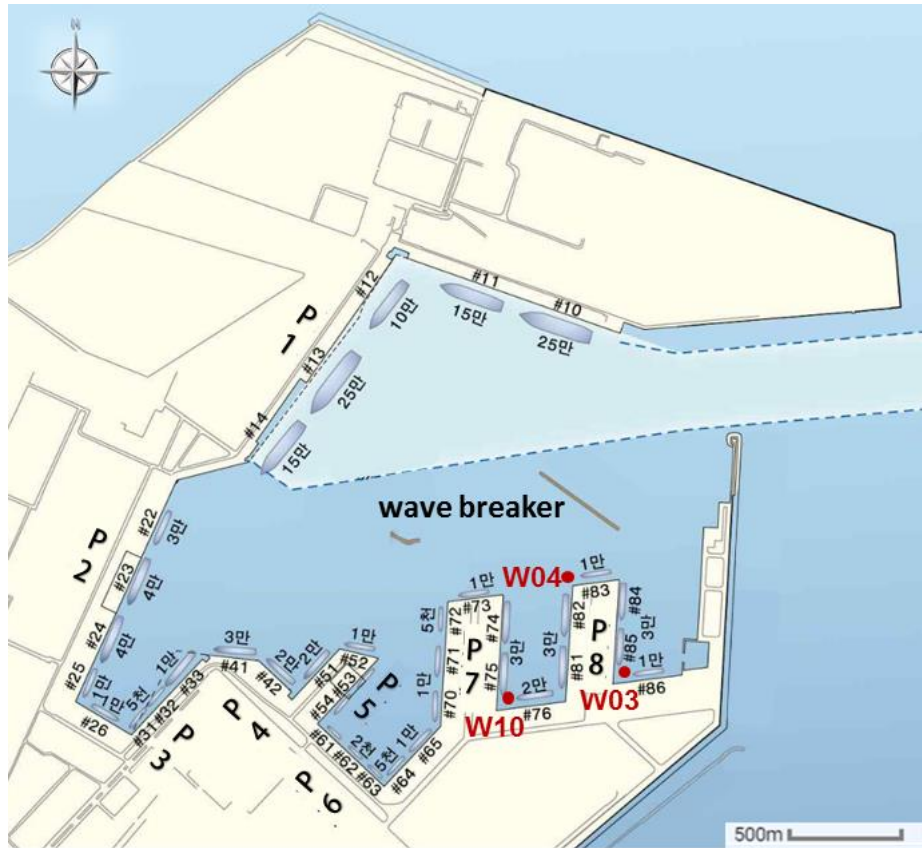 N
#12
#11
#10
10만
15만
25만
P 1
#13
25만
#14
15만
wave breaker
#22
3만
P 2
#23
4만
#24
4만
#25
1만
1만
#26
5천
1만
#31
#32
#33
P 3
3만
#41
2만
#42
P 4
2만
#51
1만
#52
#53
#54
P 5
#61
#62
#63
2천
5천
1만
#64
#65
P 6
5천
#72
1만
#73
#71
1만
#70
P 7
#74
3만
#75
W10
2만
#76
W04
1만
#83
#82
3만
#81
P 8
#84
3만
#85
1만
#86
W03
500m